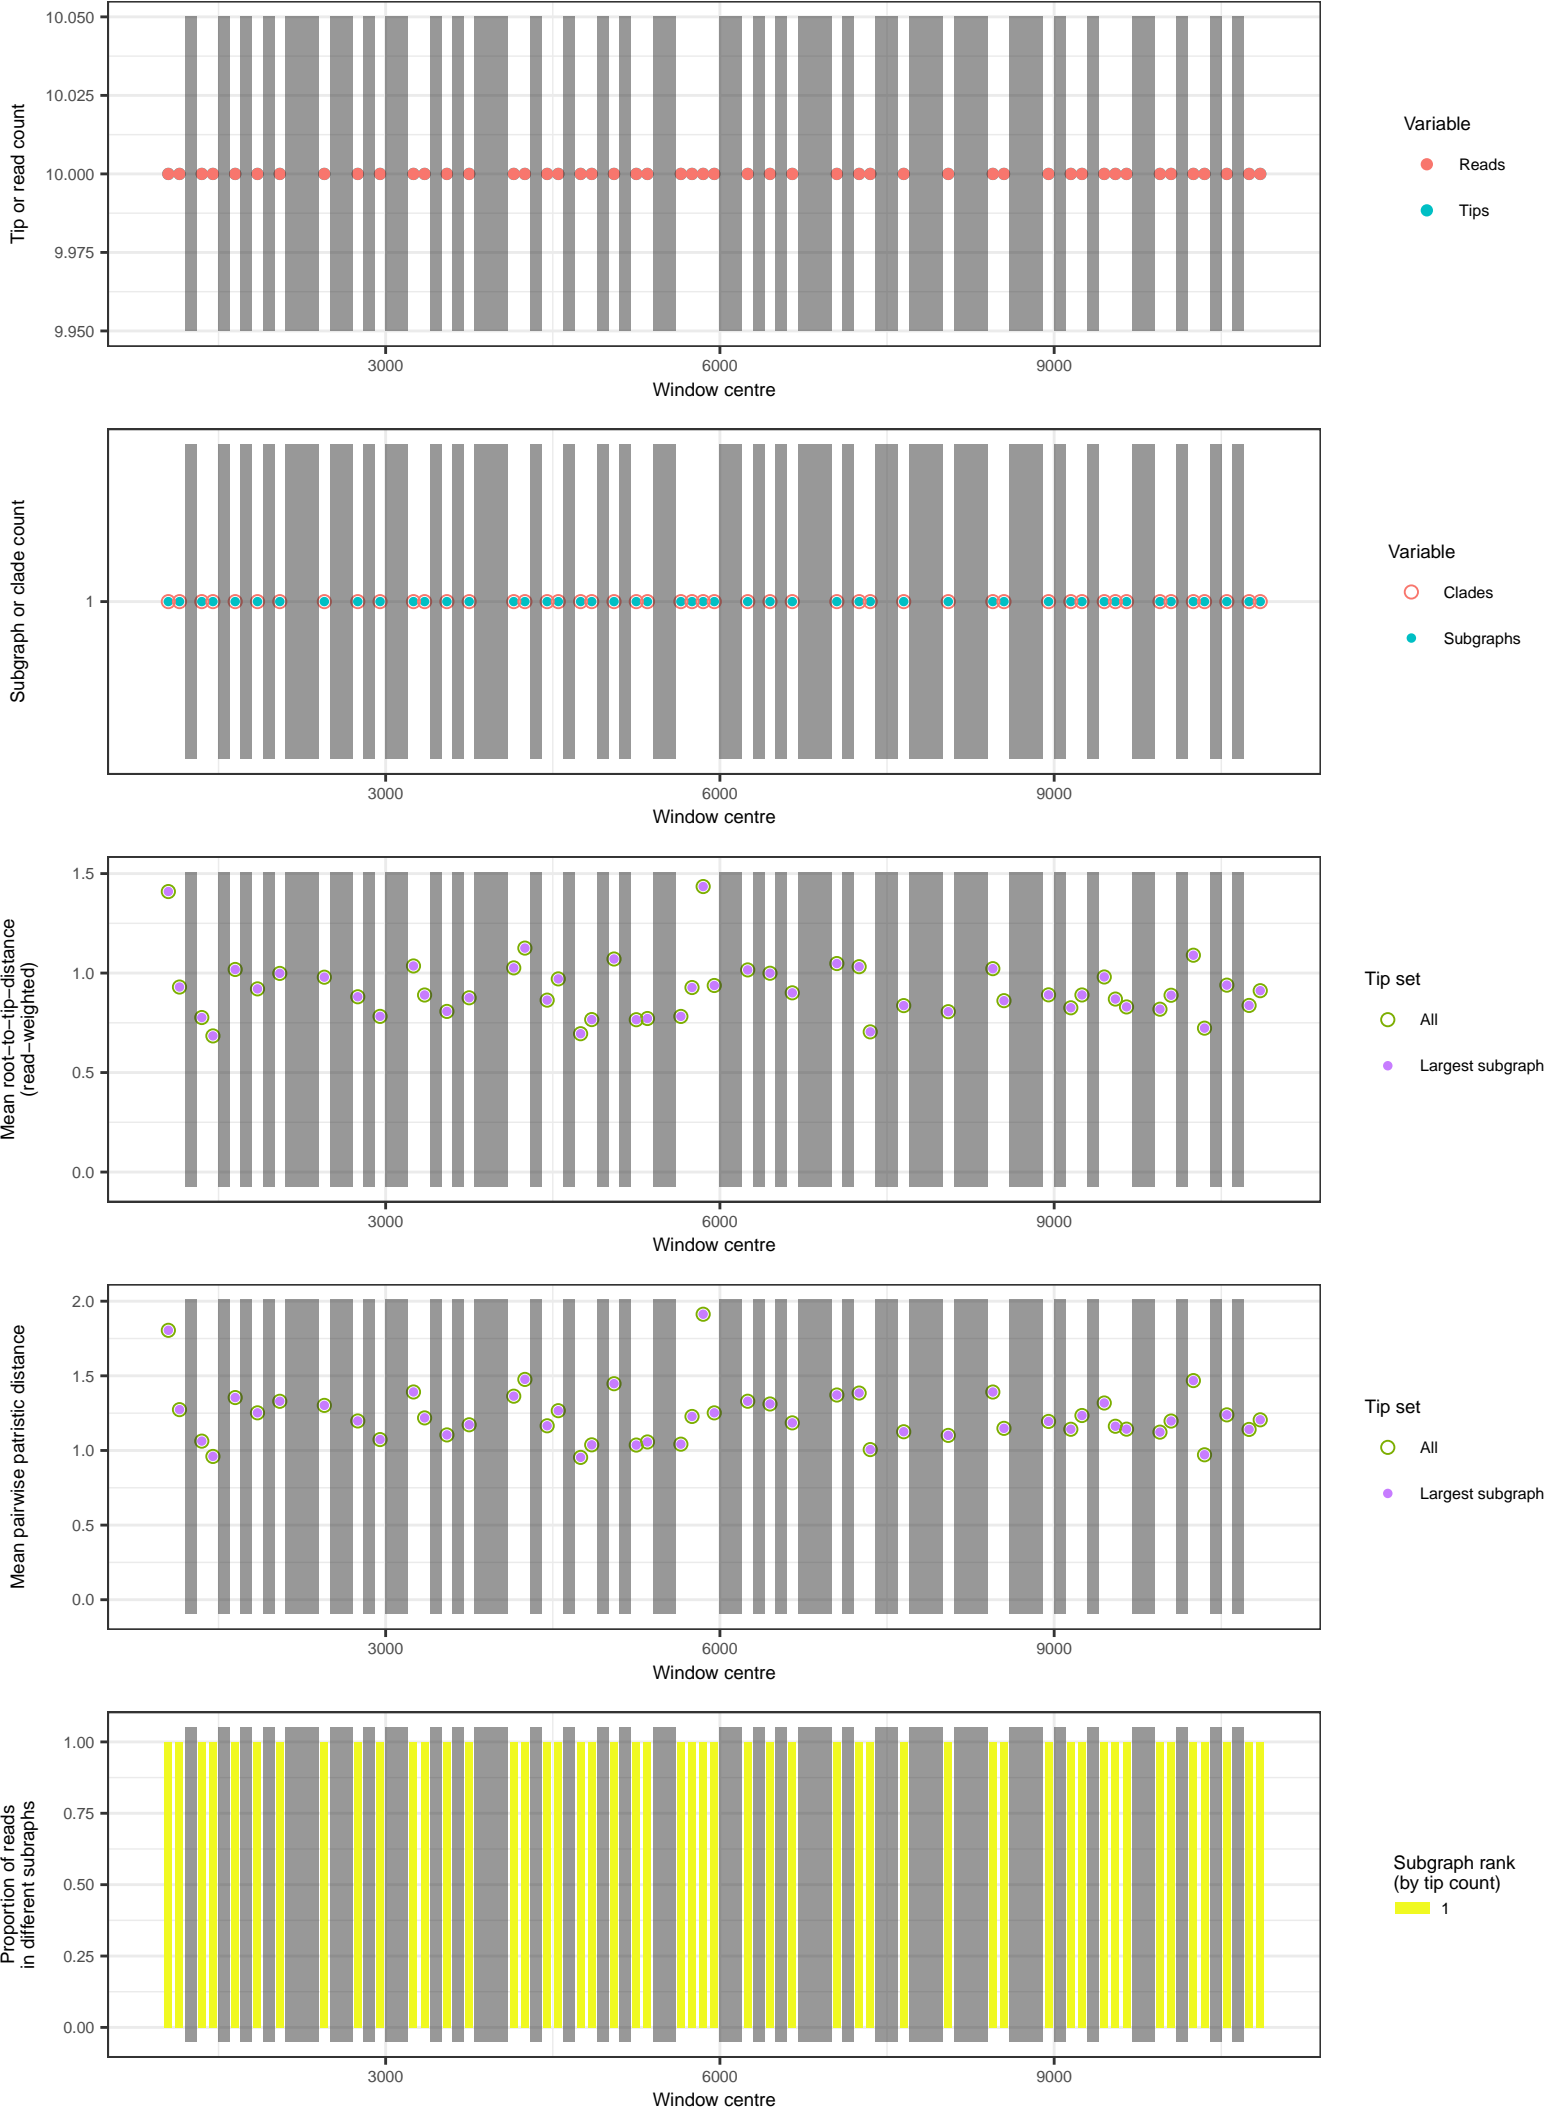 10.050
10.025
10.000
9.975
9.950
Tip or read count
3000 6000 9000
Window centre
Variable
Reads
Tips
1
Subgraph or clade count
3000 6000 9000
Window centre
Variable
Clades
Subgraphs
1.5
1.0
0.5
0.0
Mean root−to−tip−distance
(read−weighted)
3000 6000 9000
Window centre
Tip set
All
Largest subgraph
2.0
1.5
1.0
0.5
0.0
Mean pairwise patristic distance
3000 6000 9000
Window centre
Tip set
All
Largest subgraph
1.00
0.75
0.50
0.25
0.00
Proportion of reads
in different subraphs
3000 6000 9000
Window centre
Subgraph rank
(by tip count)
1